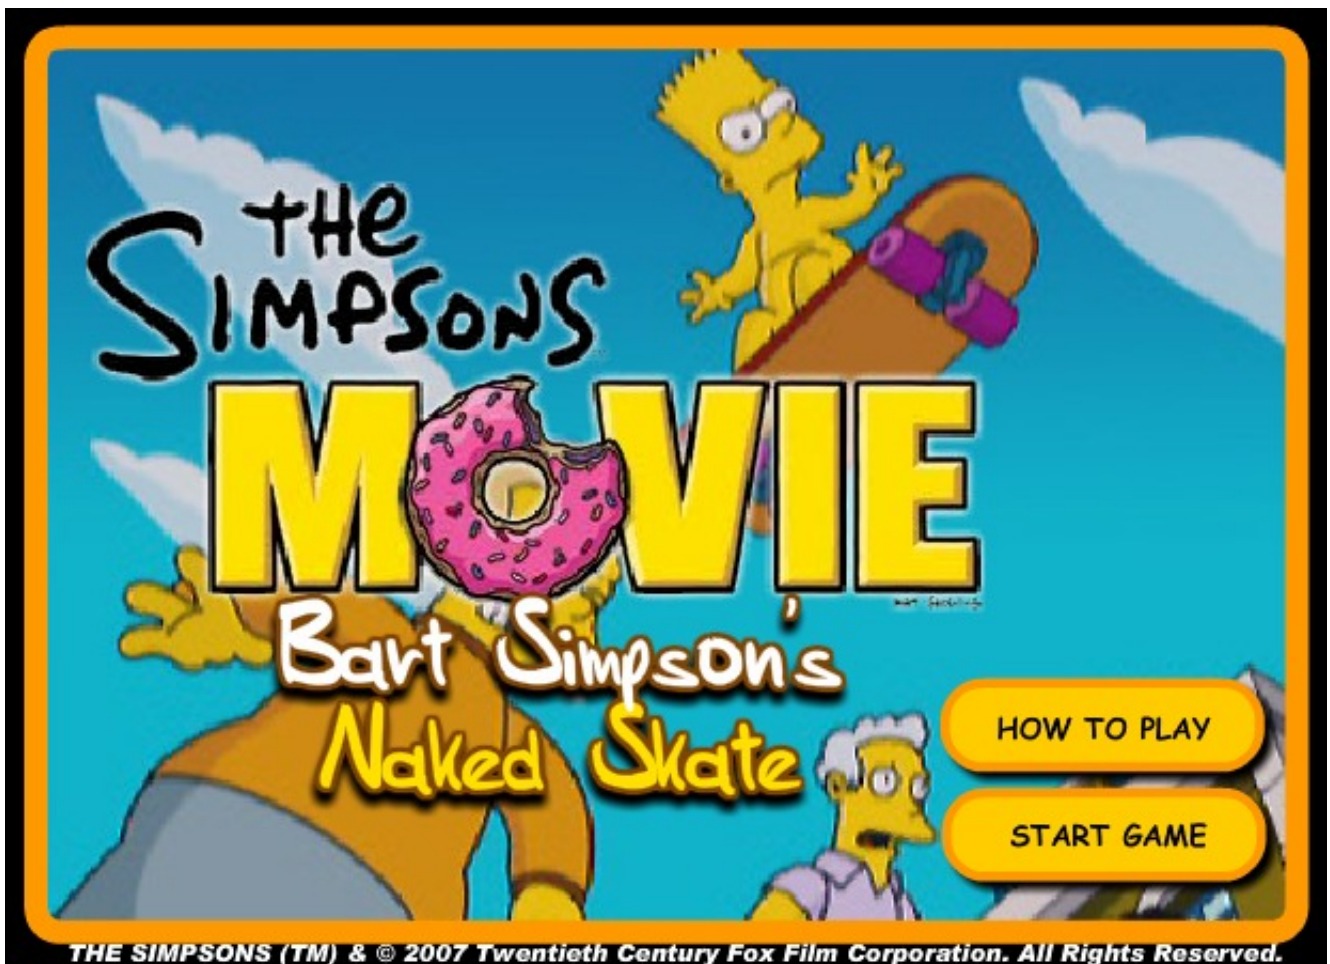 THE
SIMPSONS
MOVIE
Bart Simpson's
Naked Skate
HOW TO PLAY
START GAME
THE SIMPSONS (TM) & © 2007 Twentieth Century Fox Film Corporation. All Rights Reserved.